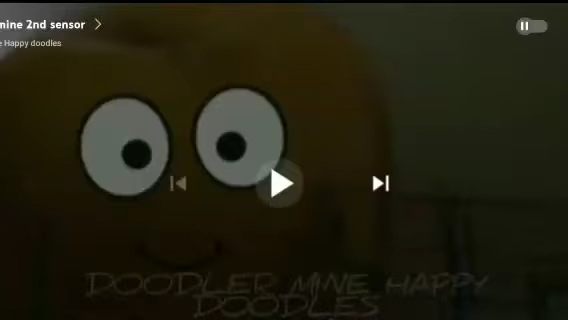 mine 2nd sensor
e Happy doodles
DOODLER MINE HAPPY
DOODLES